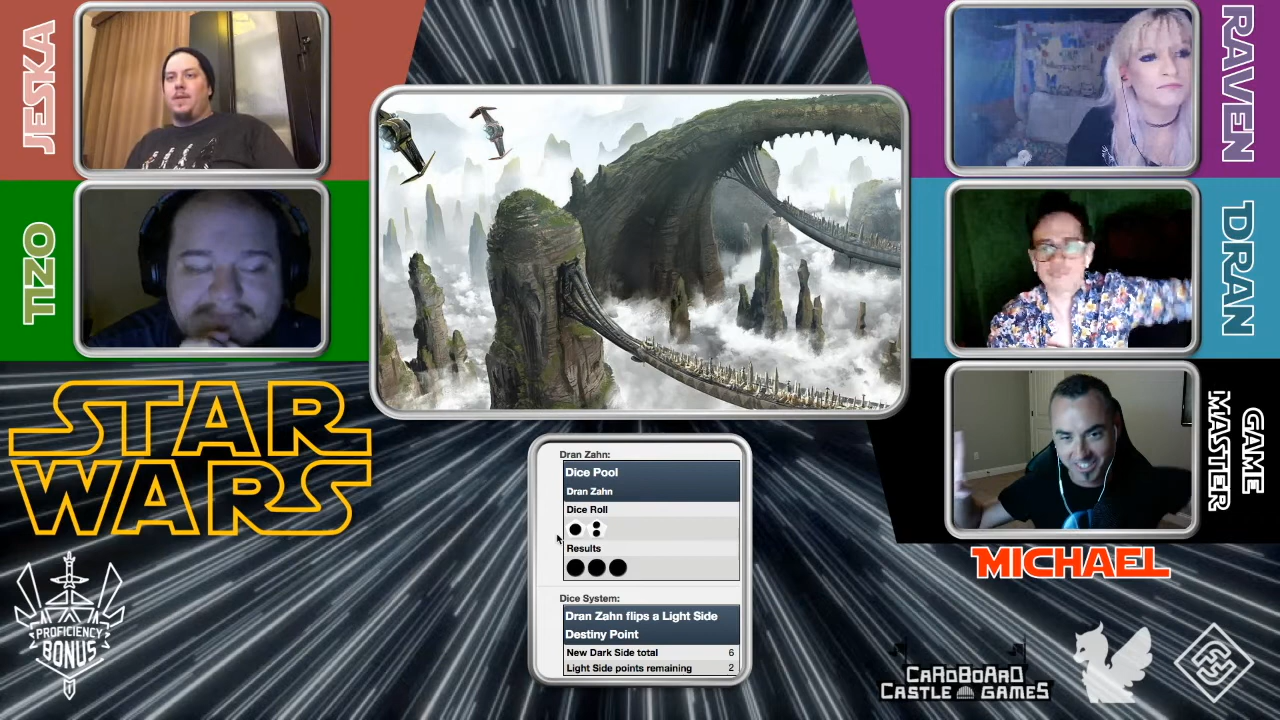 JESKA
RAVEN
TIZO
DRAN
GAME
MASTER
STAR
WARS
MICHAEL
Dran Zahn:
Dice Pool
Dran Zahn
Dice Roll
Results
Dice System:
Dran Zahn flips a Light Side
Destiny Point
New Dark Side total 6
Light Side points remaining 2
PROFICIENCY
BONUS
CARDBOARD
CASTLE GAMES